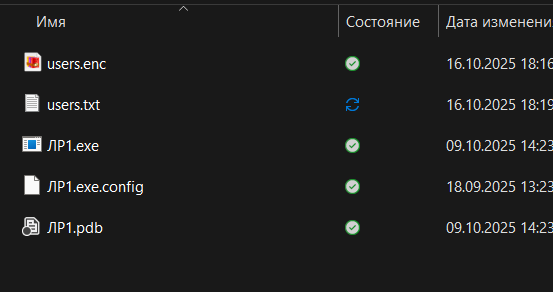 Имя Состояние Дата изменени
users.enc 16.10.2025 18:16
users.txt 16.10.2025 18:19
ЛР1.exe 09.10.2025 14:23
ЛР1.exe.config 18.09.2025 13:23
ЛР1.pdb 09.10.2025 14:23